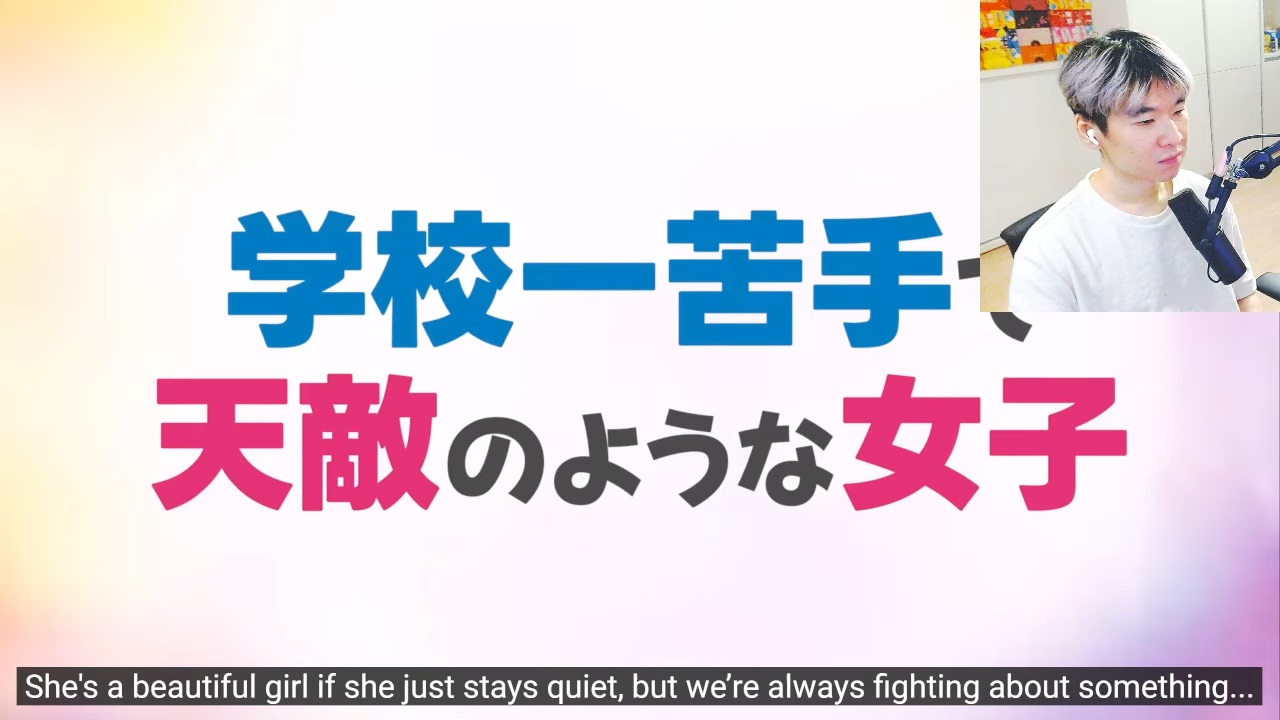 学校一苦手で
天敵のような女子
She's a beautiful girl if she just stays quiet, but we’re always fighting about something...